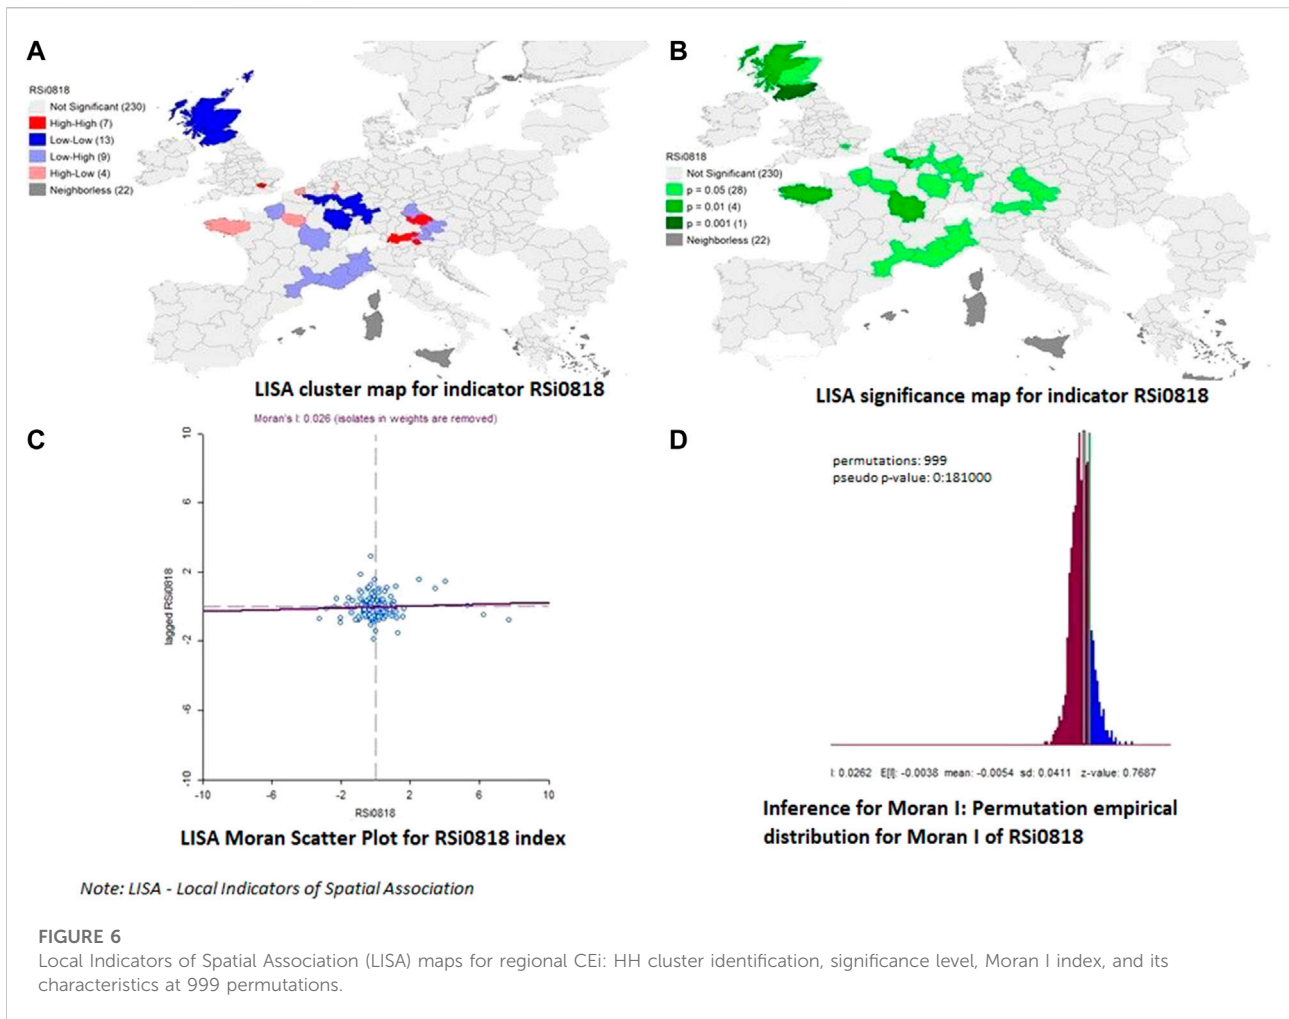 A
RSi0818
Not Significant (230)
High-High (7)
Low-Low (13)
Low-High (9)
High-Low (4)
Neighborless (22)
LISA cluster map for indicator RSi0818
B
RSi0818
Not Significant (230)
p = 0.05 (28)
p = 0.01 (4)
p = 0.001 (1)
Neighborless (22)
LISA significance map for indicator RSi0818
C
Moran's I: 0.026 (isolates in weights are removed)
10
6
2
-2
-6
-10
lagged RSi0818
-10
-6
-2
2
6
10
RSi0818
LISA Moran Scatter Plot for RSi0818 index
D
permutations: 999
pseudo p-value: 0:181000
I: 0.0262 E[I]: -0.0038 mean: -0.0054 sd: 0.0411 z-value: 0.7687
Inference for Moran I: Permutation empirical
distribution for Moran I of RSi0818
Note: LISA - Local Indicators of Spatial Association
FIGURE 6
Local Indicators of Spatial Association (LISA) maps for regional CEi: HH cluster identification, significance level, Moran I index, and its
characteristics at 999 permutations.